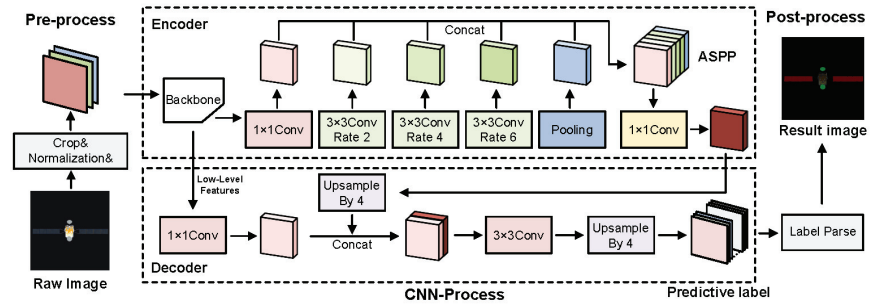 Pre-process
Crop&
Normalization&
Raw Image
Encoder
Backbone
Concat
ASPP
1×1Conv
3×3Conv
Rate 2
3×3Conv
Rate 4
3×3Conv
Rate 6
Pooling
1×1Conv
Low-Level
Features
Upsample
By 4
1×1Conv
Concat
3×3Conv
Upsample
By 4
Decoder
Predictive label
CNN-Process
Post-process
Result image
Label Parse